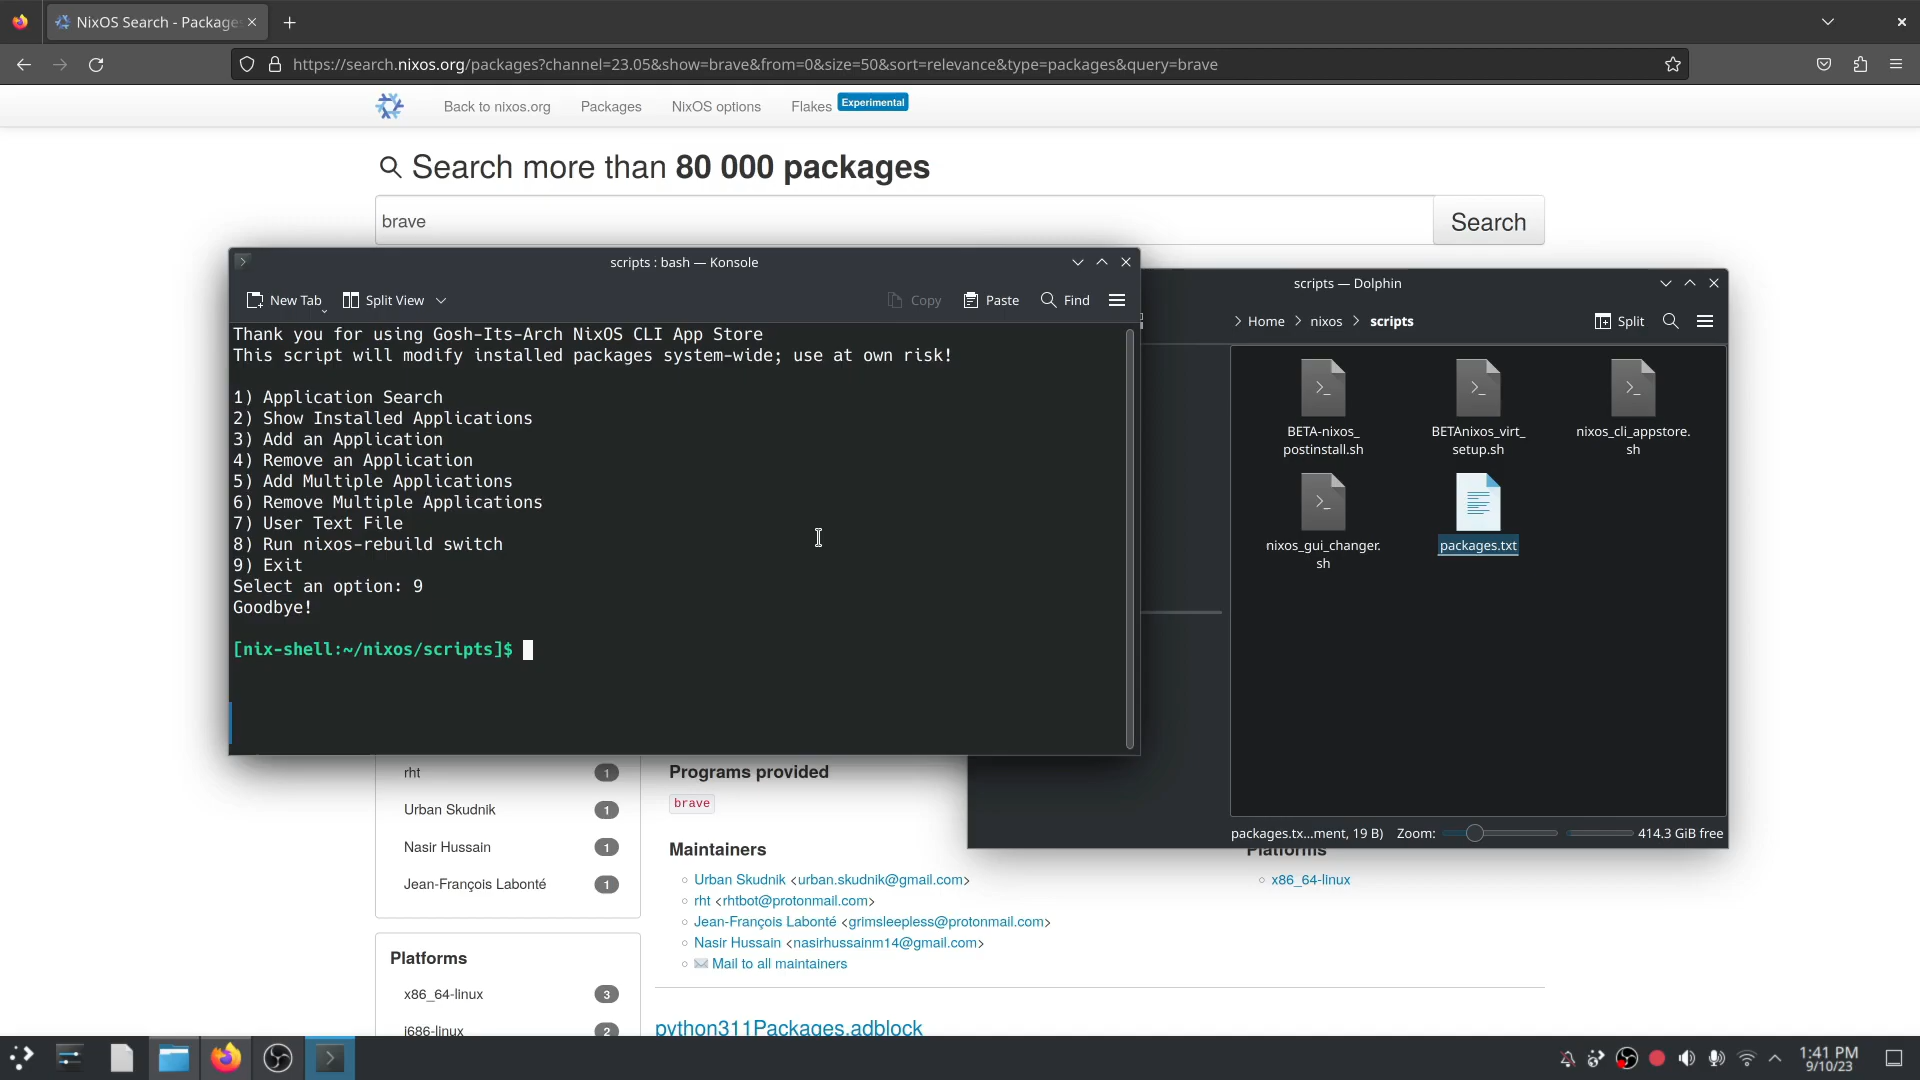 NixOS Search - Package
https://search.nixos.org/packages?channel=23.05&show=brave&from=0&size=50&sort=relevance&type=packages&query=brave
Back to nixos.org
Packages
NixOS options
Flakes
Experimental
Search more than 80 000 packages
brave
Search
scripts : bash — Konsole
New Tab
Split View
Copy
Paste
Find
Thank you for using Gosh-Its-Arch NixOS CLI App Store
This script will modify installed packages system-wide; use at own risk!
1) Application Search
2) Show Installed Applications
3) Add an Application
4) Remove an Application
5) Add Multiple Applications
6) Remove Multiple Applications
7) User Text File
8) Run nixos-rebuild switch
9) Exit
Select an option: 9
Goodbye!
[nix-shell:~/nixos/scripts]$
scripts — Dolphin
> Home > nixos > scripts
Split
BETA-nixos_
postinstall.sh
BETAnixos_virt_
setup.sh
nixos_cli_appstore.
sh
nixos_gui_changer.
sh
packages.txt
packages.tx...ment, 19 B)
Zoom:
414.3 GiB free
rht 1
Urban Skudnik 1
Nasir Hussain 1
Jean-François Labonté 1
Platforms
x86_64-linux 3
i686-linux 2
Programs provided
brave
Maintainers
Urban Skudnik <urban.skudnik@gmail.com>
rht <rhtbot@protonmail.com>
Jean-François Labonté <grimsleepless@protonmail.com>
Nasir Hussain <nasirhussainm14@gmail.com>
Mail to all maintainers
Platforms
x86_64-linux
python311Packages.adblock
1:41 PM
9/10/23